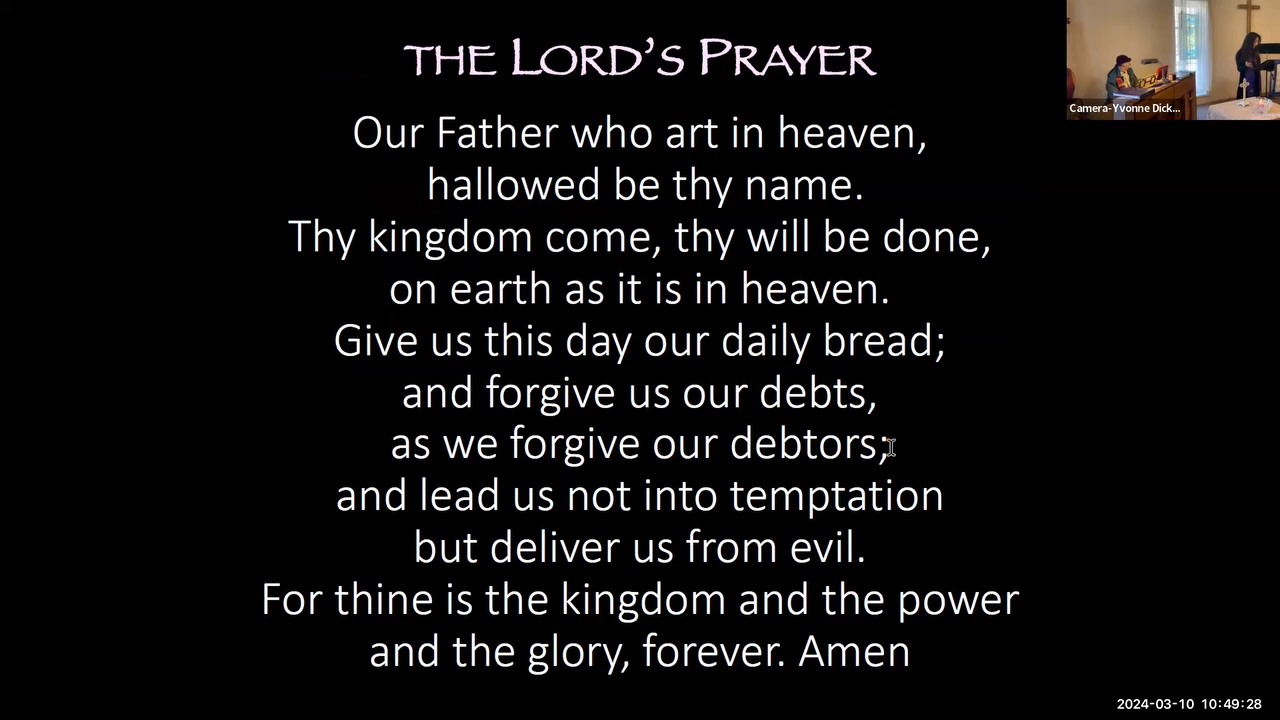 THE LORD'S PRAYER
Our Father who art in heaven,
hallowed be thy name.
Thy kingdom come, thy will be done,
on earth as it is in heaven.
Give us this day our daily bread;
and forgive us our debts,
as we forgive our debtors;
and lead us not into temptation
but deliver us from evil.
For thine is the kingdom and the power
and the glory, forever. Amen
Camera-Yvonne Dick...
2024-03-10 10:49:28